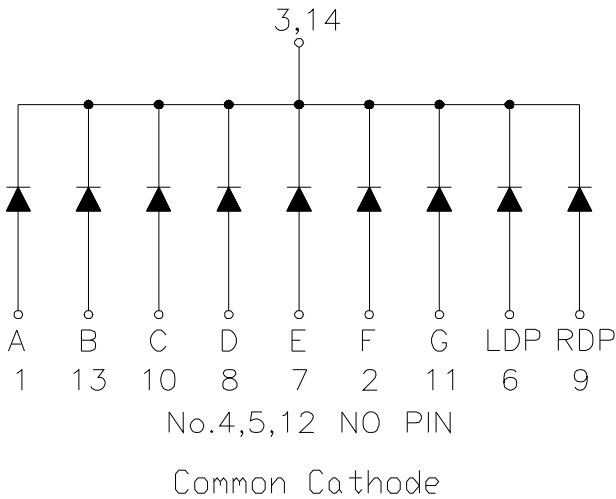 3,14
A B C D E F G LDP RDP
1 13 10 8 7 2 11 6 9
No.4,5,12 NO PIN
Common Cathode